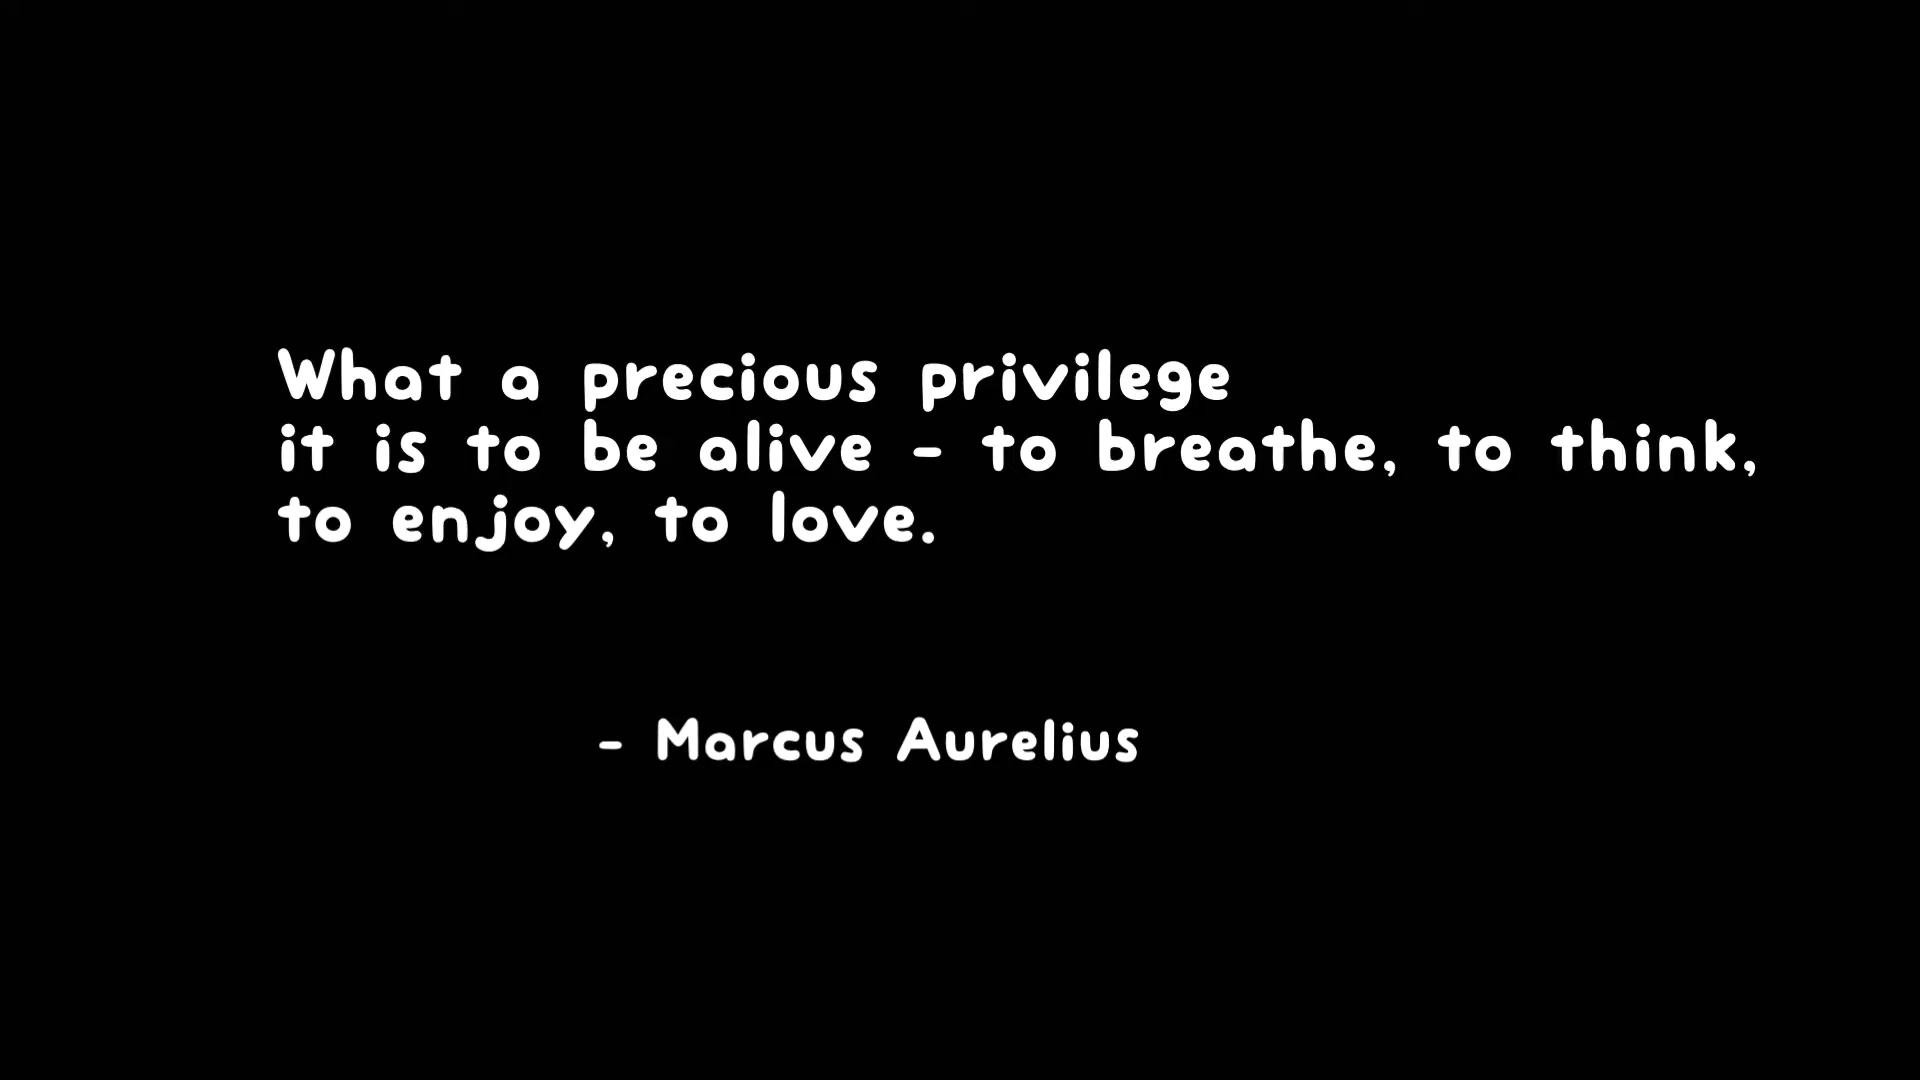 What a precious privilege
it is to be alive - to breathe, to think,
to enjoy, to love.
- Marcus Aurelius